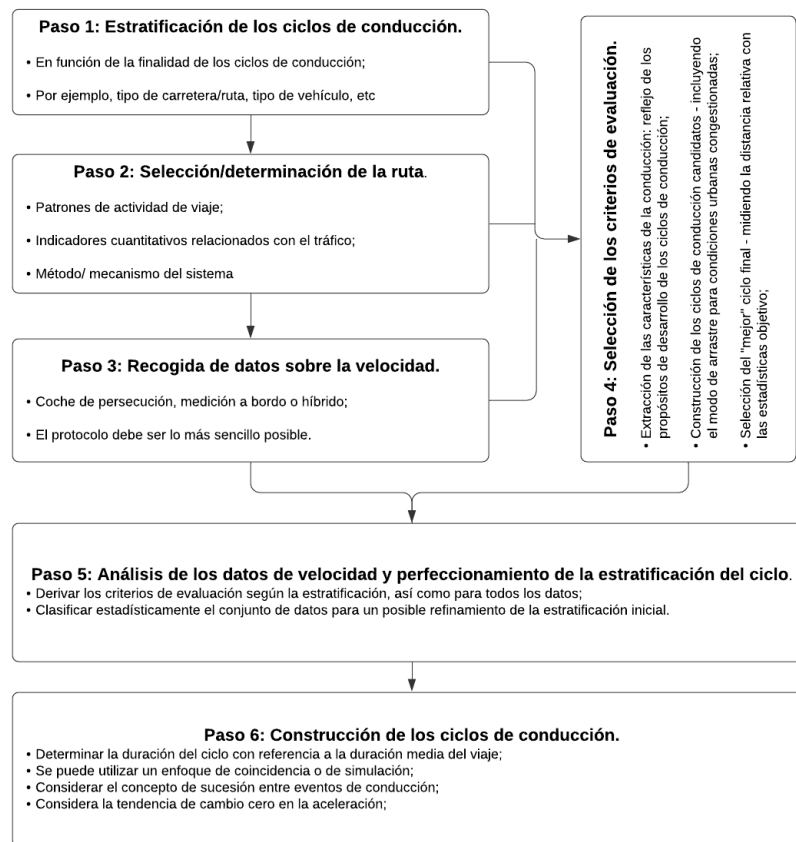 Paso 1: Estratificación de los ciclos de conducción.
• En función de la finalidad de los ciclos de conducción;
• Por ejemplo, tipo de carretera/ruta, tipo de vehículo, etc
Paso 2: Selección/determinación de la ruta.
• Patrones de actividad de viaje;
• Indicadores cuantitativos relacionados con el tráfico;
• Método/ mecanismo del sistema
Paso 3: Recogida de datos sobre la velocidad.
• Coche de persecución, medición a bordo o híbrido;
• El protocolo debe ser lo más sencillo posible.
Paso 4: Selección de los criterios de evaluación.
• Extracción de las características de la conducción: reflejo de los
propósitos de desarrollo de los ciclos de conducción;
• Construcción de los ciclos de conducción candidatos - incluyendo
el modo de arrastre para condiciones urbanas congestionadas;
• Selección del "mejor" ciclo final - midiendo la distancia relativa con
las estadísticas objetivo;
Paso 5: Análisis de los datos de velocidad y perfeccionamiento de la estratificación del ciclo.
• Derivar los criterios de evaluación según la estratificación, así como para todos los datos;
• Clasificar estadísticamente el conjunto de datos para un posible refinamiento de la estratificación inicial.
Paso 6: Construcción de los ciclos de conducción.
• Determinar la duración del ciclo con referencia a la duración media del viaje;
• Se puede utilizar un enfoque de coincidencia o de simulación;
• Considerar el concepto de sucesión entre eventos de conducción;
• Considera la tendencia de cambio cero en la aceleración;